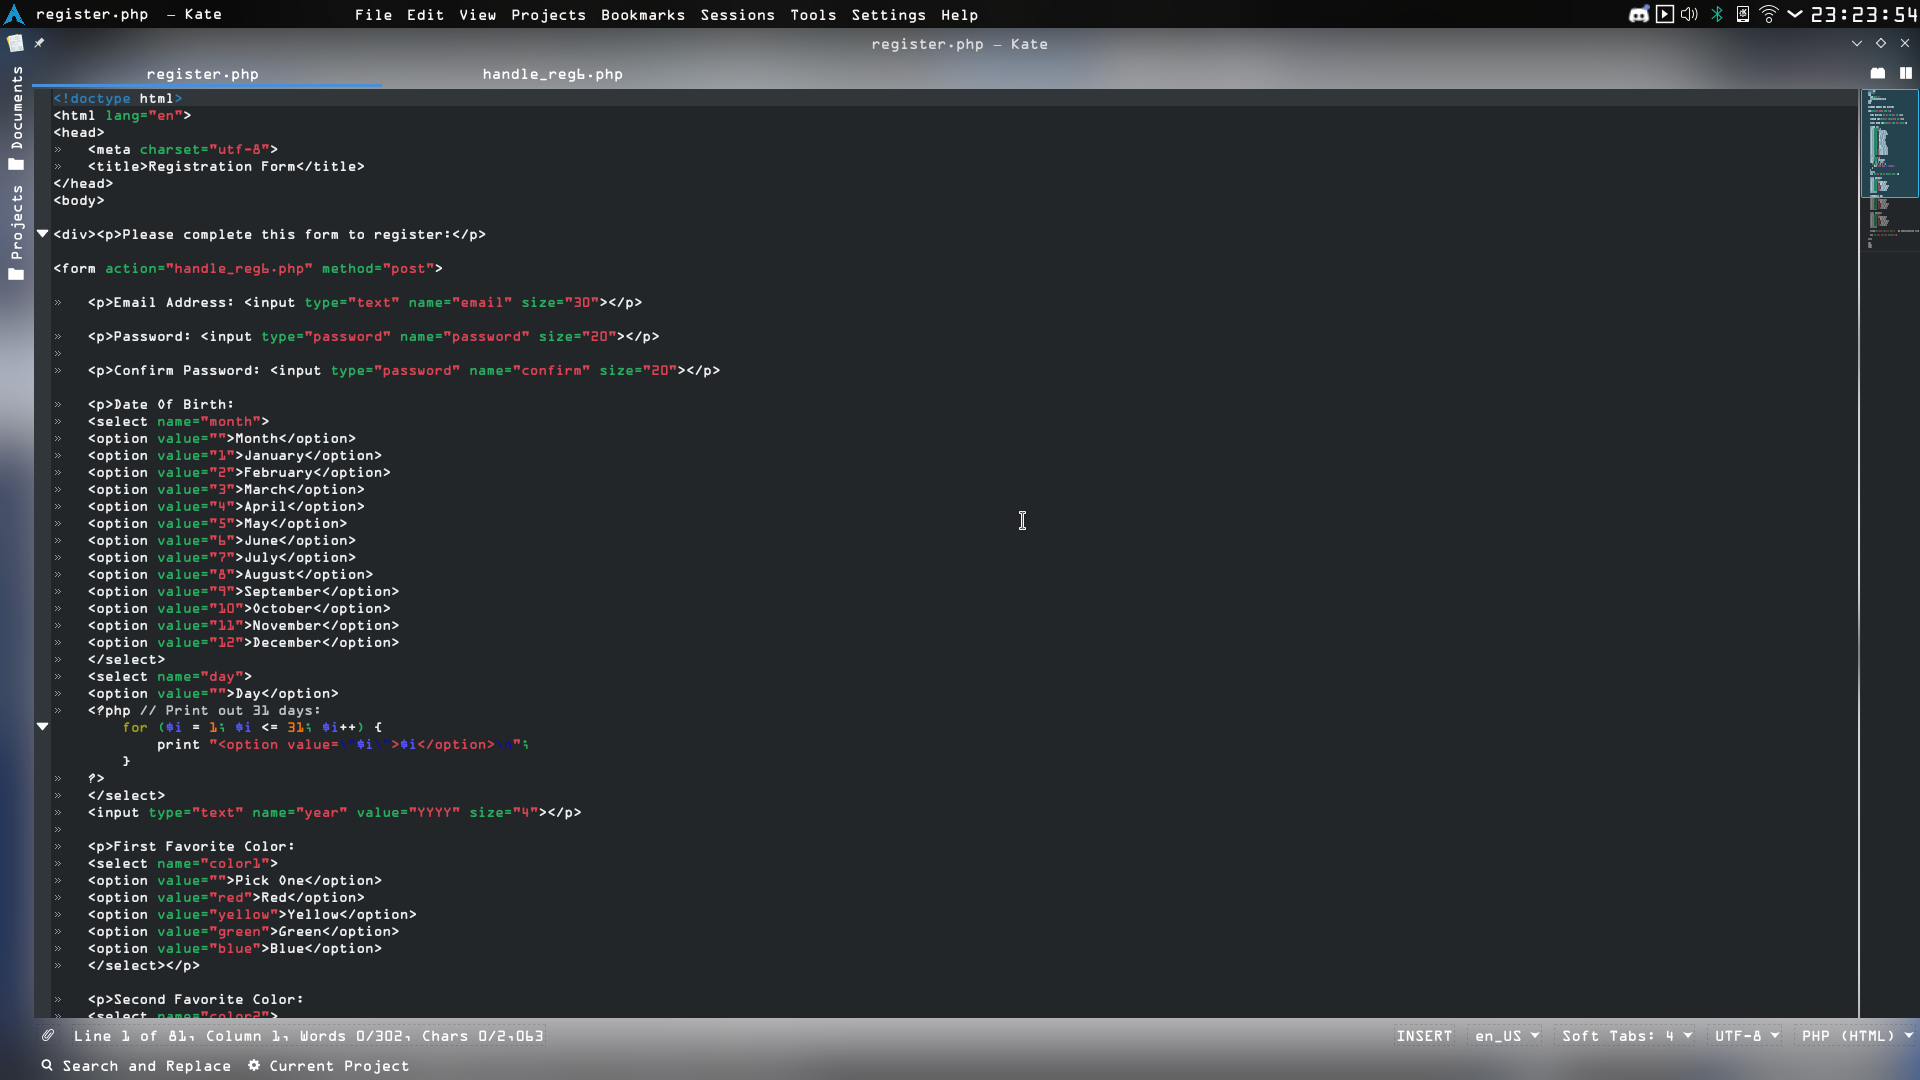 register.php  — Kate
File Edit View Projects Bookmarks Sessions Tools Settings Help
23:23:54
register.php — Kate
register.php
handle_reg6.php
Documents
Projects
<!doctype html>
<html lang="en">
<head>
» <meta charset="utf-8">
» <title>Registration Form</title>
</head>
<body>
<div><p>Please complete this form to register:</p>
<form action="handle_reg6.php" method="post">
» <p>Email Address: <input type="text" name="email" size="30"></p>
» <p>Password: <input type="password" name="password" size="20"></p>
»
» <p>Confirm Password: <input type="password" name="confirm" size="20"></p>
» <p>Date Of Birth:
» <select name="month">
» <option value="">Month</option>
» <option value="1">January</option>
» <option value="2">February</option>
» <option value="3">March</option>
» <option value="4">April</option>
» <option value="5">May</option>
» <option value="6">June</option>
» <option value="7">July</option>
» <option value="8">August</option>
» <option value="9">September</option>
» <option value="10">October</option>
» <option value="11">November</option>
» <option value="12">December</option>
» </select>
» <select name="day">
» <option value="">Day</option>
» <?php // Print out 31 days:
for ($i = 1; $i <= 31; $i++) {
print "<option value=\"$i\">$i</option>\n";
}
» ?>
» </select>
» <input type="text" name="year" value="YYYY" size="4"></p>
»
» <p>First Favorite Color:
» <select name="color1">
» <option value="">Pick One</option>
» <option value="red">Red</option>
» <option value="yellow">Yellow</option>
» <option value="green">Green</option>
» <option value="blue">Blue</option>
» </select></p>
» <p>Second Favorite Color:
» <select name="color2">
Line 1 of 81, Column 1, Words 0/302, Chars 0/2,063
INSERT
en_US
Soft Tabs: 4
UTF-8
PHP (HTML)
Search and Replace
Current Project